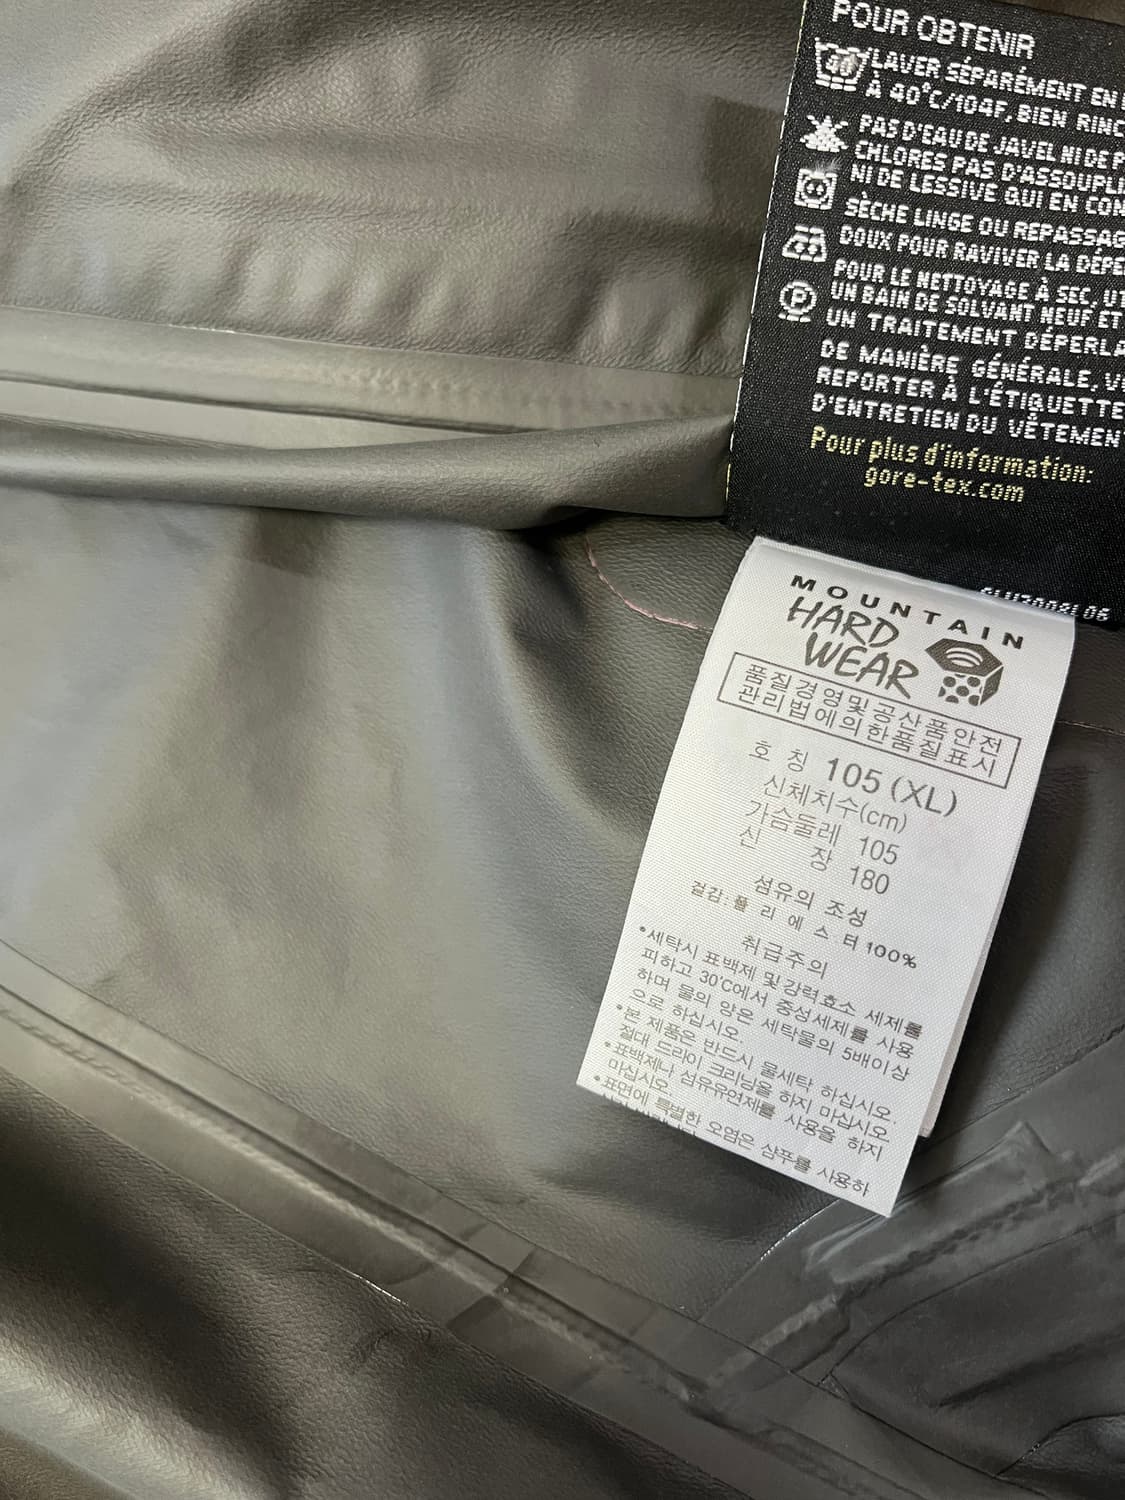 POUR OBTENIR
LAVER SÉPARÉMENT EN
À 40°C/104F, BIEN RINC
PAS D'EAU DE JAVEL NI DE P
CHLORES PAS D'ASSOUPLI
NI DE LESSIVE QUI EN CON
SÈCHE LINGE OU REPASSAG
DOUX POUR RAVIVER LA DÉPE
POUR LE NETTOYAGE À SEC, UT
UN BAIN DE SOLVANT NEUF ET
UN TRAITEMENT DÉPERLA
DE MANIÈRE GÉNÉRALE, VE
REPORTER À L'ÉTIQUETTE
D'ENTRETIEN DU VÊTEMEN
Pour plus d'information:
gore-tex.com
MOUNTAIN
HARD
WEAR
품질경영및공산품안전
관리법에의한품질표시
호 칭 105 (XL)
신체치수(cm)
가슴둘레 105
신 장 180
섬유의 조성
겉감: 폴 리 에 스 터 100%
취급주의
*세탁시 표백제 및강력효소 세제를
피하고 30℃에서 중성세제를 사용
하며 물의 양은 세탁물의 5배이상
으로 하십시오.
*본 제품은 반드시 물세탁 하십시오.
절대 드라이 크리닝을 하지 마십시오
*표백제나 섬유유연제를 사용을 하지
마십시오
*표면에 특별한 오염은 샴푸를 사용하